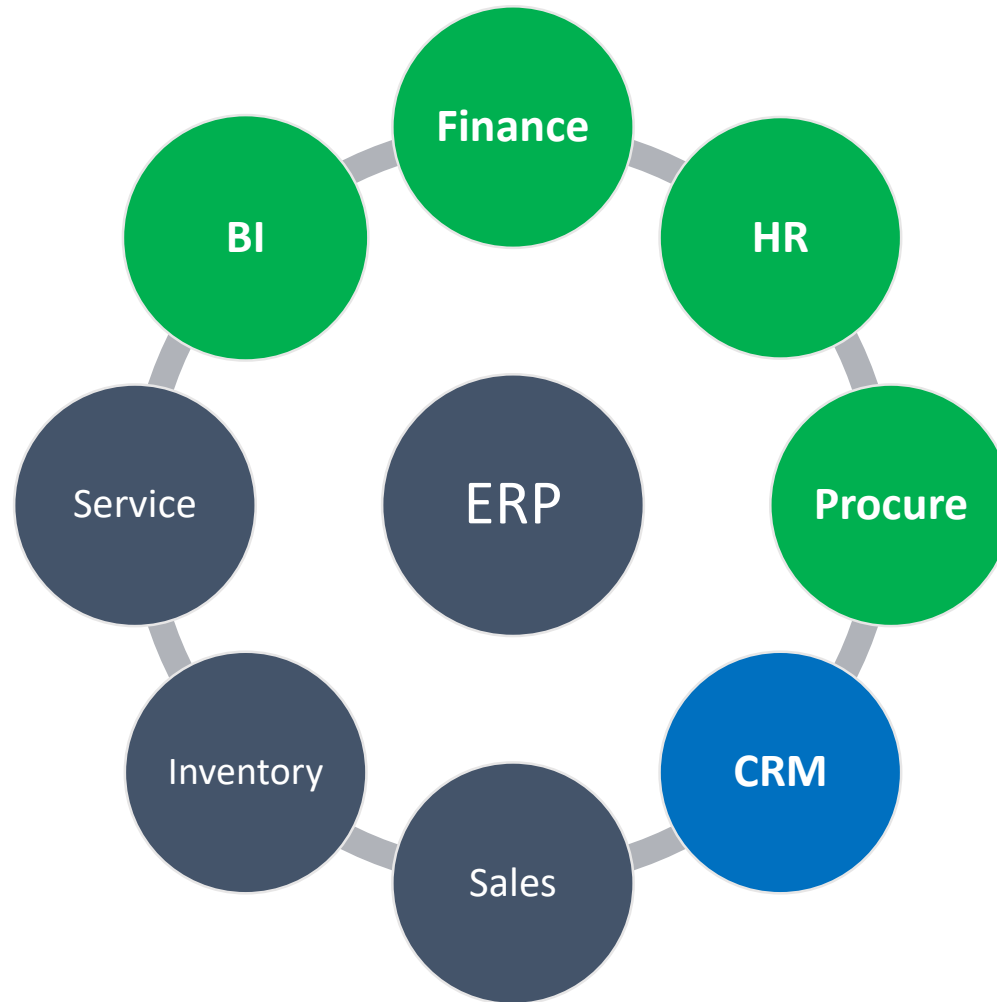 Finance
BI
HR
Service
ERP
Procure
Inventory
CRM
Sales